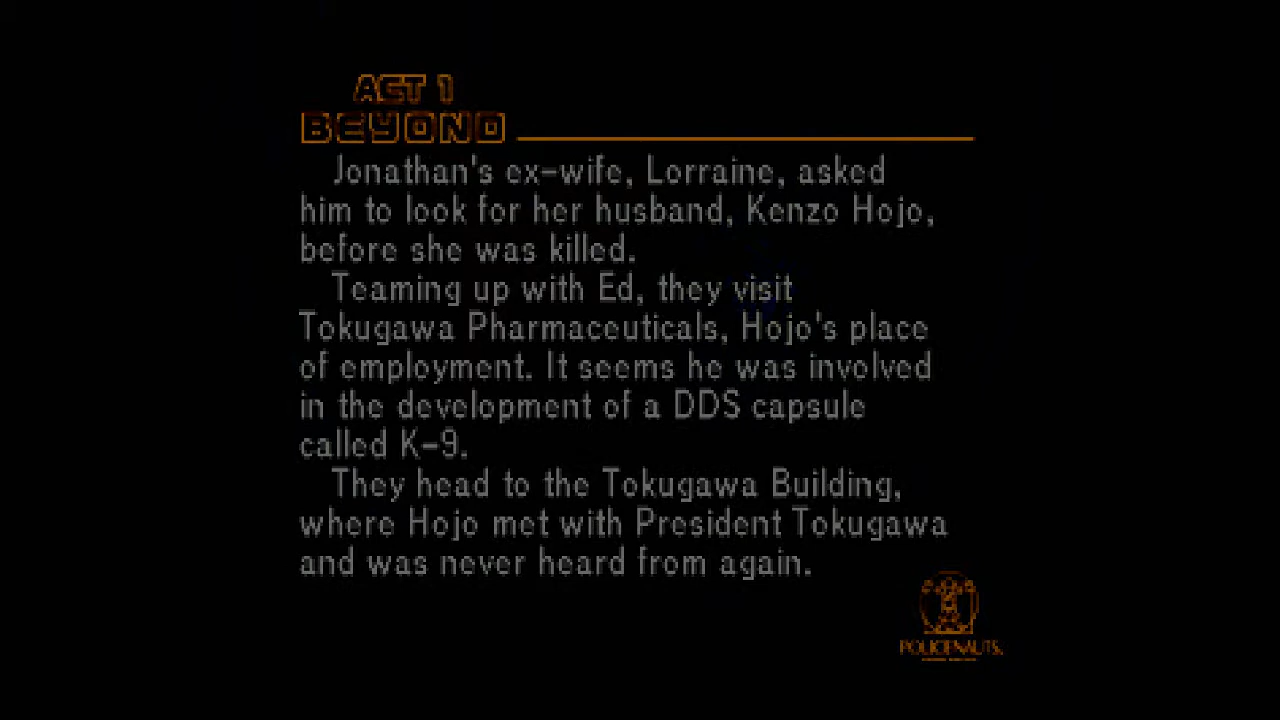 ACT 1
BEYOND
Jonathan's ex-wife, Lorraine, asked
him to look for her husband, Kenzo Hojo,
before she was killed.
Teaming up with Ed, they visit
Tokugawa Pharmaceuticals, Hojo's place
of employment. It seems he was involved
in the development of a DDS capsule
called K-9.
They head to the Tokugawa Building,
where Hojo met with President Tokugawa
and was never heard from again.
POLICENAUTS